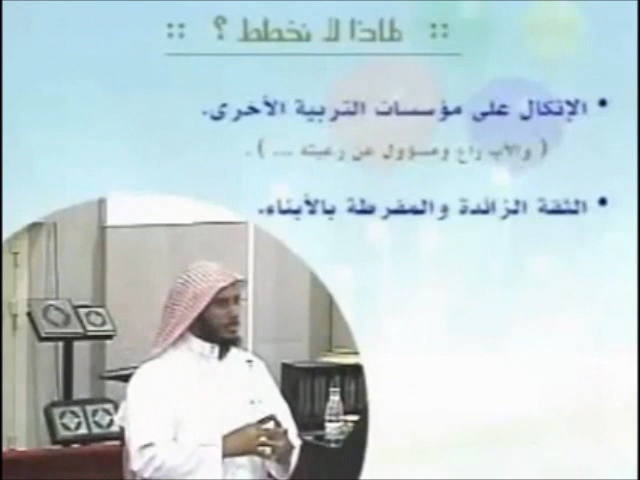 :: لماذا لا نخطط ؟ ::
• الإتكال على مؤسسات التربية الأخرى.
( والأب راع ومسؤول عن رعيته ... ) .
• الثقة الزائدة والمفرطة بالأبناء.